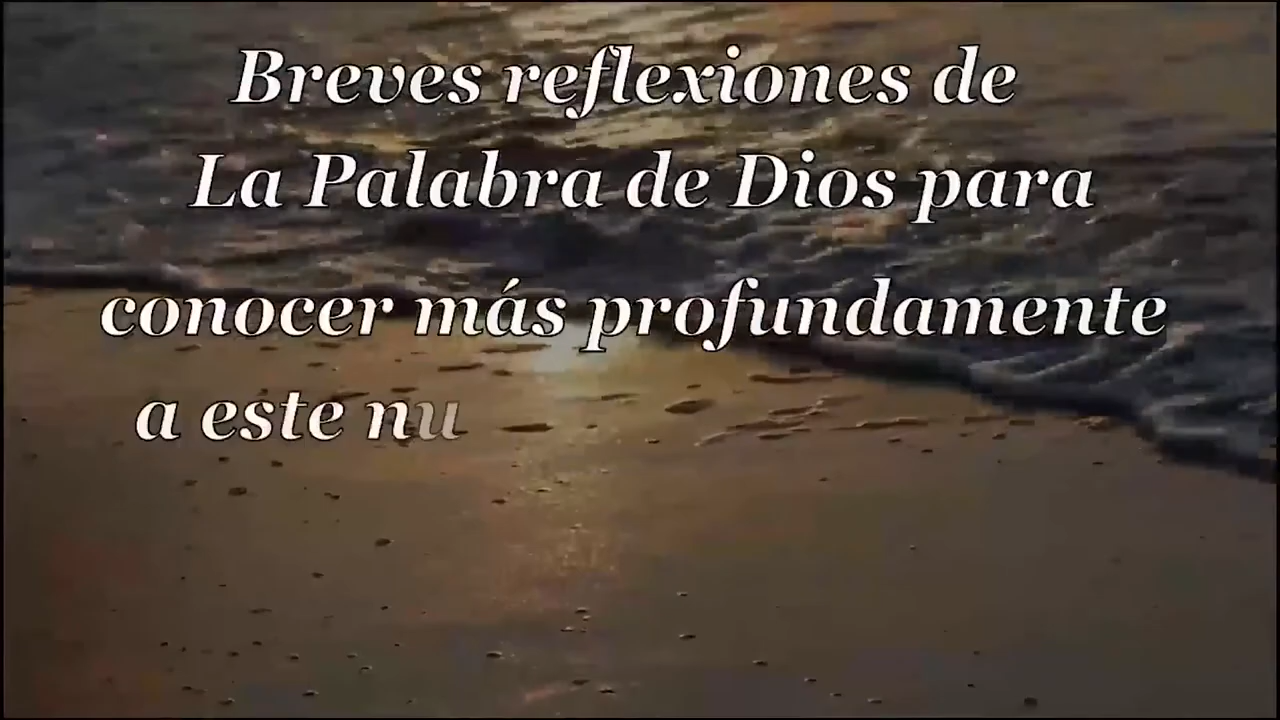 Breves reflexiones de
La Palabra de Dios para
conocer más profundamente
a este nu